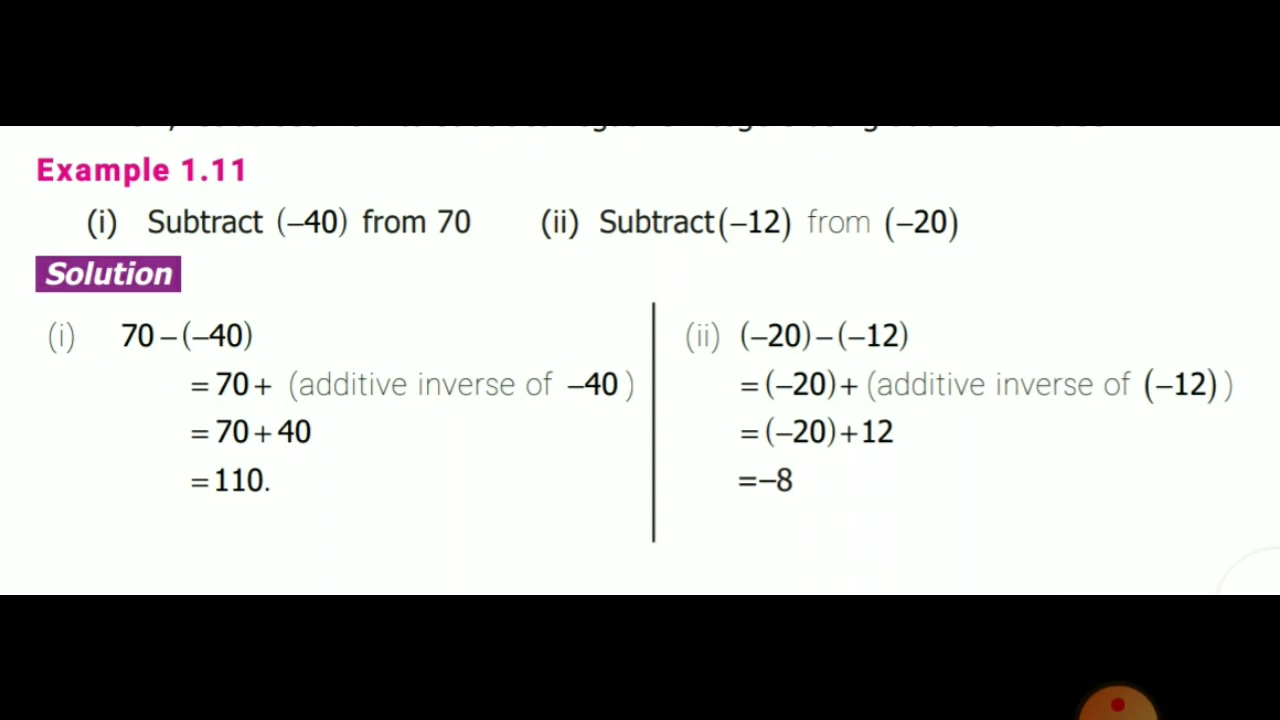 Example 1.11
(i) Subtract (–40) from 70 (ii) Subtract(–12) from (–20)
Solution
(i) 70–(–40)
=70+ (additive inverse of –40)
=70+40
=110.
(ii) (–20)–(–12)
=(–20)+(additive inverse of (–12))
=(–20)+12
=–8